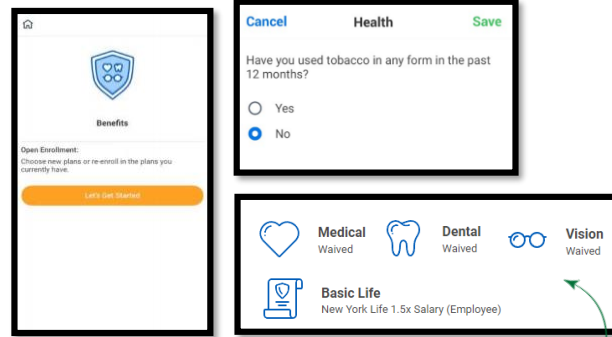 Benefits
Open Enrollment:
Choose new plans or re-enroll in the plans you
currently have.
Let's Get Started
Cancel Health Save
Have you used tobacco in any form in the past
12 months?
Yes
No
Medical
Waived
Dental
Waived
Vision
Waived
Basic Life
New York Life 1.5x Salary (Employee)